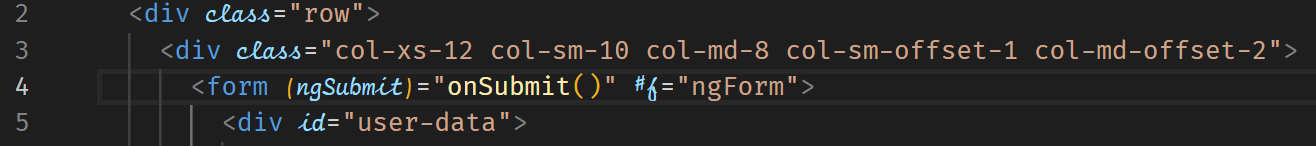 2 <div class="row">
3 <div class="col-xs-12 col-sm-10 col-md-8 col-sm-offset-1 col-md-offset-2">
4 <form (ngSubmit)="onSubmit()" #f="ngForm">
5 <div id="user-data">